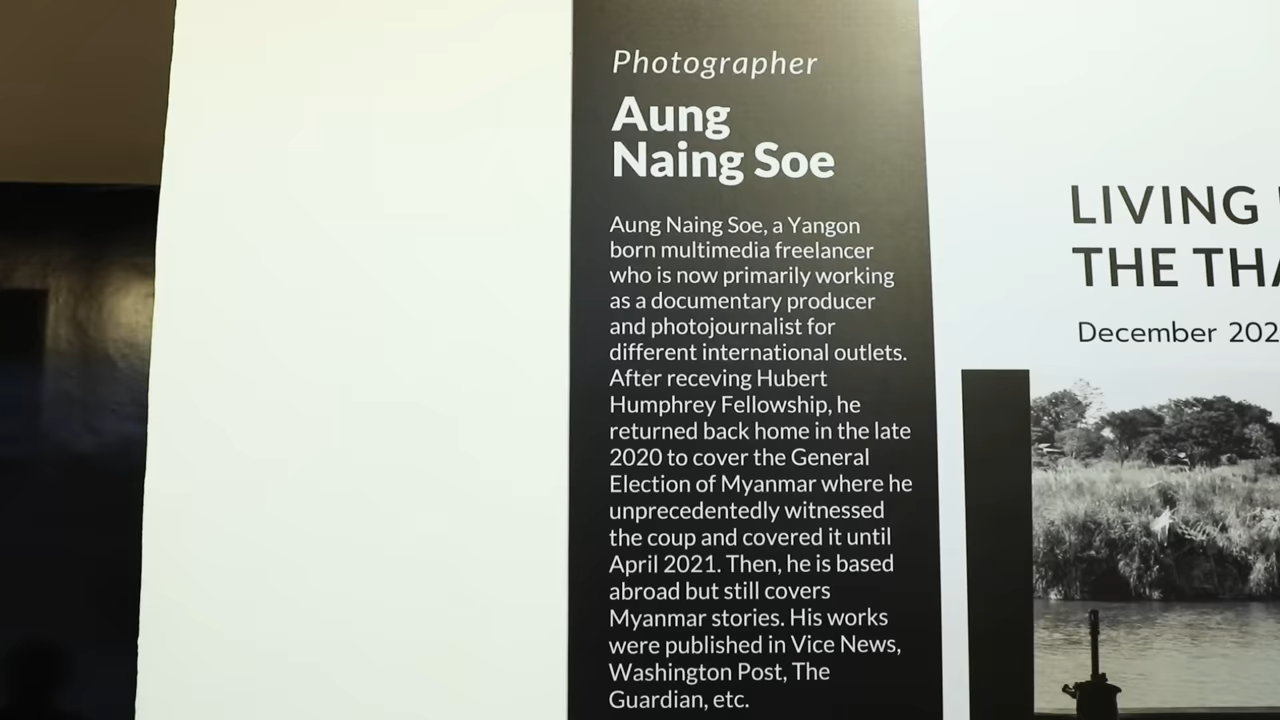 Photographer
Aung
Naing Soe
Aung Naing Soe, a Yangon
born multimedia freelancer
who is now primarily working
as a documentary producer
and photojournalist for
different international outlets.
After receving Hubert
Humphrey Fellowship, he
returned back home in the late
2020 to cover the General
Election of Myanmar where he
unprecedentedly witnessed
the coup and covered it until
April 2021. Then, he is based
abroad but still covers
Myanmar stories. His works
were published in Vice News,
Washington Post, The
Guardian, etc.
LIVING
THE
December